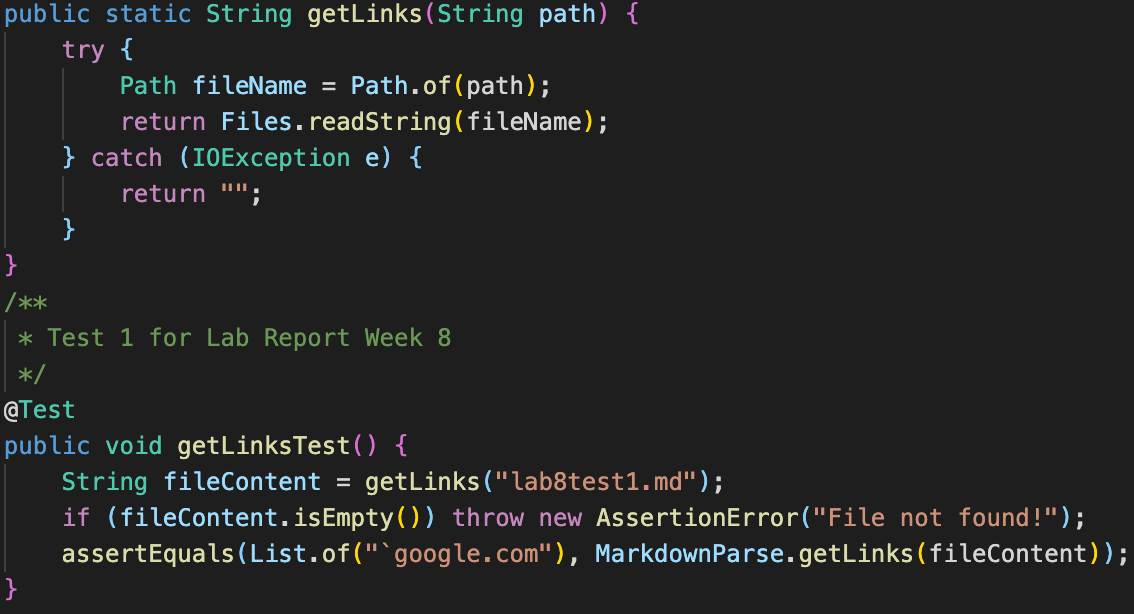 public static String getLinks(String path) {
    try {
        Path fileName = Path.of(path);
        return Files.readString(fileName);
    } catch (IOException e) {
        return "";
    }
}
/**
 * Test 1 for Lab Report Week 8
 */
@Test
public void getLinksTest() {
    String fileContent = getLinks("lab8test1.md");
    if (fileContent.isEmpty()) throw new AssertionError("File not found!");
    assertEquals(List.of("`google.com"), MarkdownParse.getLinks(fileContent));
}